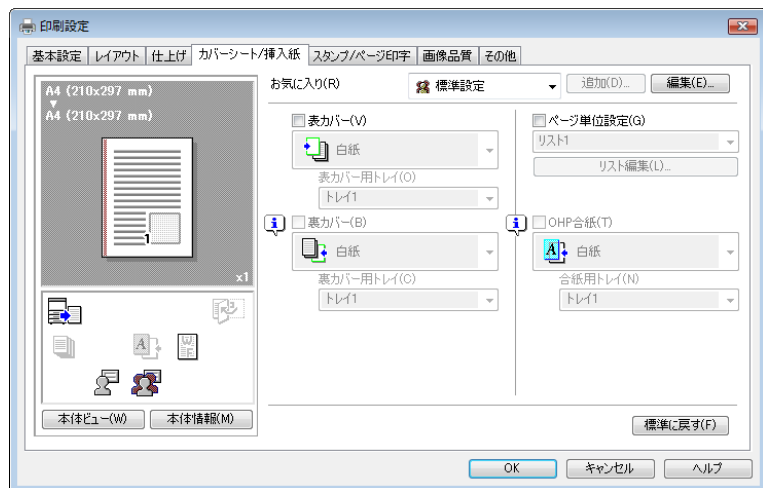 印刷設定
基本設定 レイアウト 仕上げ カバーシート/挿入紙 スタンプ/ページ印字 画像品質 その他
A4 (210x297 mm)
A4 (210x297 mm)
1
x1
本体ビュー(W) 本体情報(M)
お気に入り(R) 標準設定 追加(D)... 編集(E)...
表カバー(V)
白紙
表カバー用トレイ(O)
トレイ1
裏カバー(B)
白紙
裏カバー用トレイ(C)
トレイ1
ページ単位設定(G)
リスト1
リスト編集(L)...
OHP合紙(T)
白紙
合紙用トレイ(N)
トレイ1
標準に戻す(F)
OK キャンセル ヘルプ